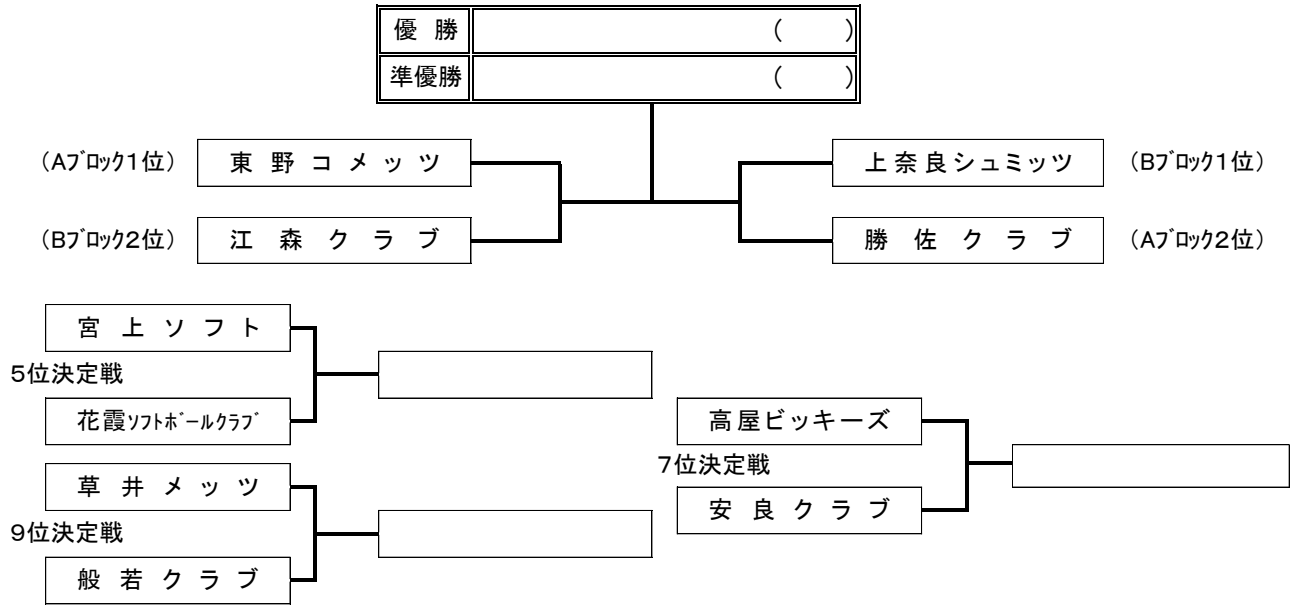 優勝 ( )
準優勝 ( )
(Aﾌﾞﾛｯｸ1位) 東野コメッツ 上奈良シュミッツ (Bﾌﾞﾛｯｸ1位)
(Bﾌﾞﾛｯｸ2位) 江森クラブ 勝佐クラブ (Aﾌﾞﾛｯｸ2位)
宮上ソフト
5位決定戦
花霞ｿﾌﾄﾎﾞｰﾙｸﾗﾌﾞ 高屋ビッキーズ
7位決定戦
草井メッツ 安良クラブ
9位決定戦
般若クラブ